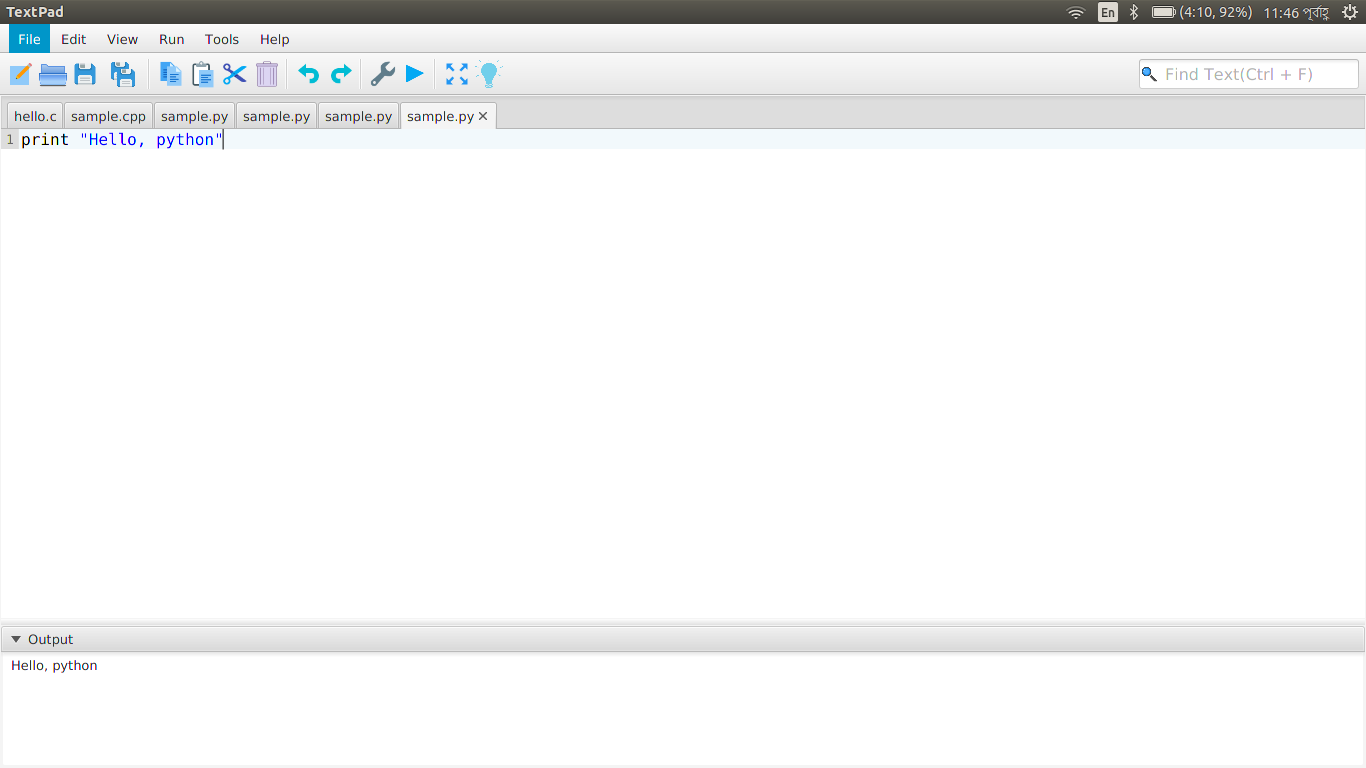 TextPad En (4:10, 92%) 11:46 পূর্বাহ্ণ
File Edit View Run Tools Help
Find Text(Ctrl + F)
hello.c sample.cpp sample.py sample.py sample.py sample.py
1 print "Hello, python"
Output
Hello, python